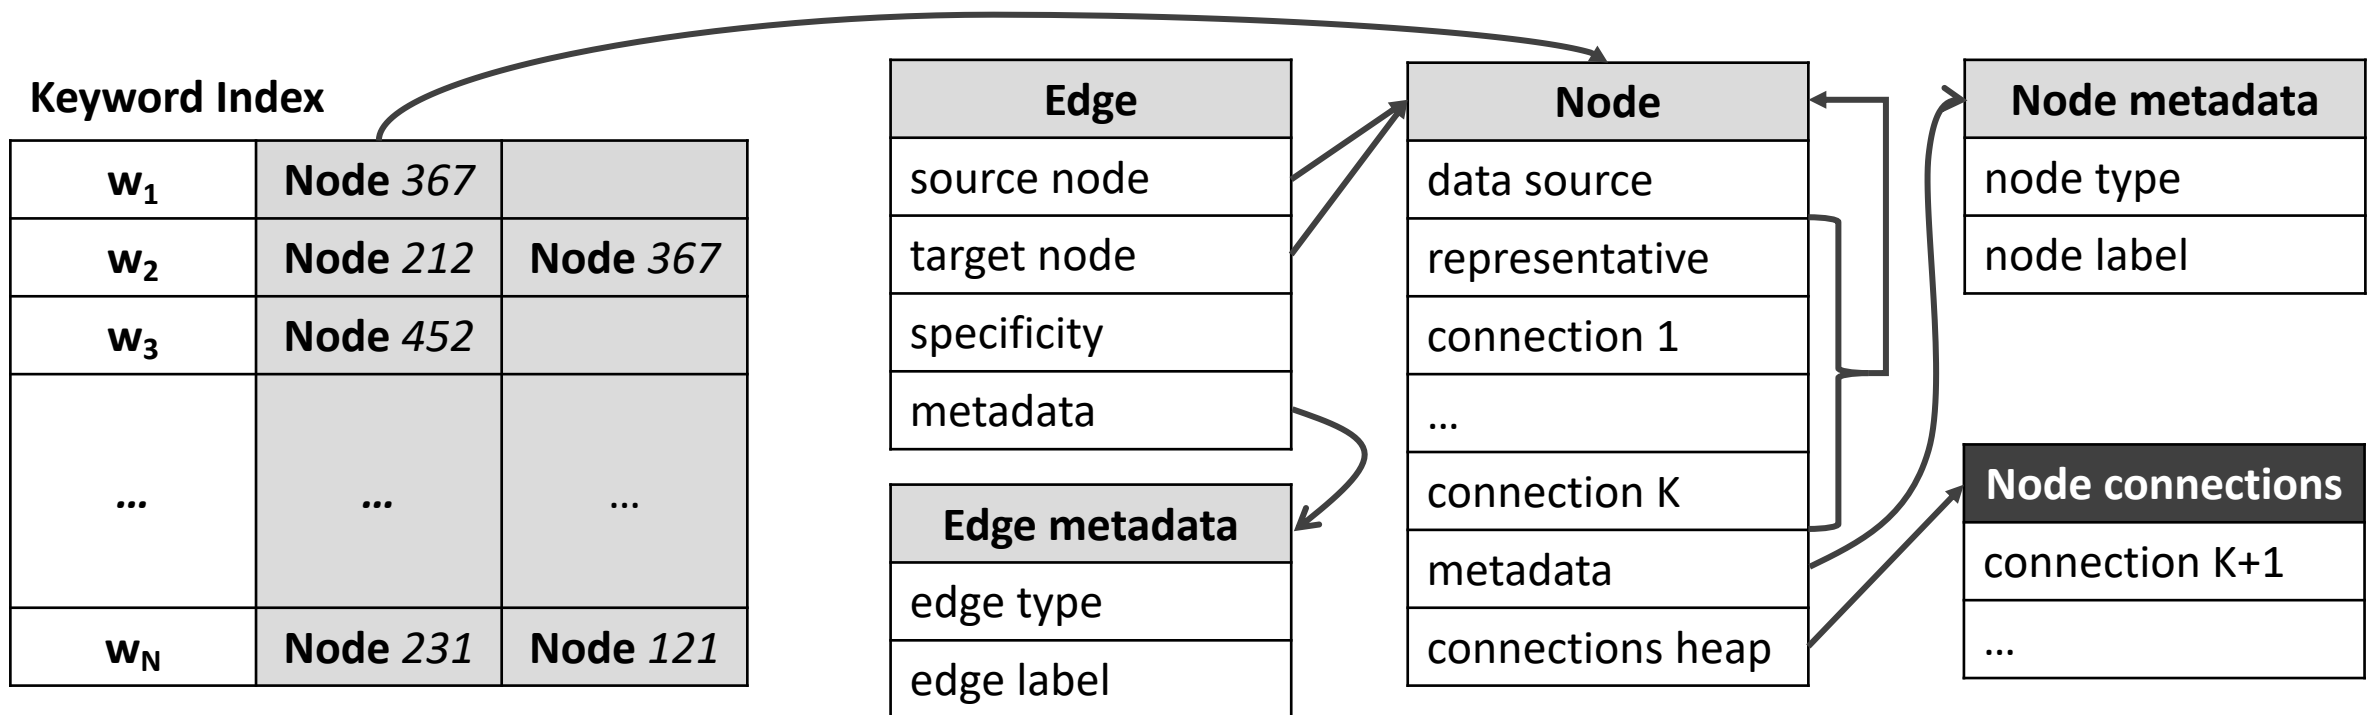 Keyword Index
w1 Node 367
w2 Node 212 Node 367
w3 Node 452
... ... ...
wN Node 231 Node 121
Edge
source node
target node
specificity
metadata
Edge metadata
edge type
edge label
Node
data source
representative
connection 1
...
connection K
metadata
connections heap
Node metadata
node type
node label
Node connections
connection K+1
...